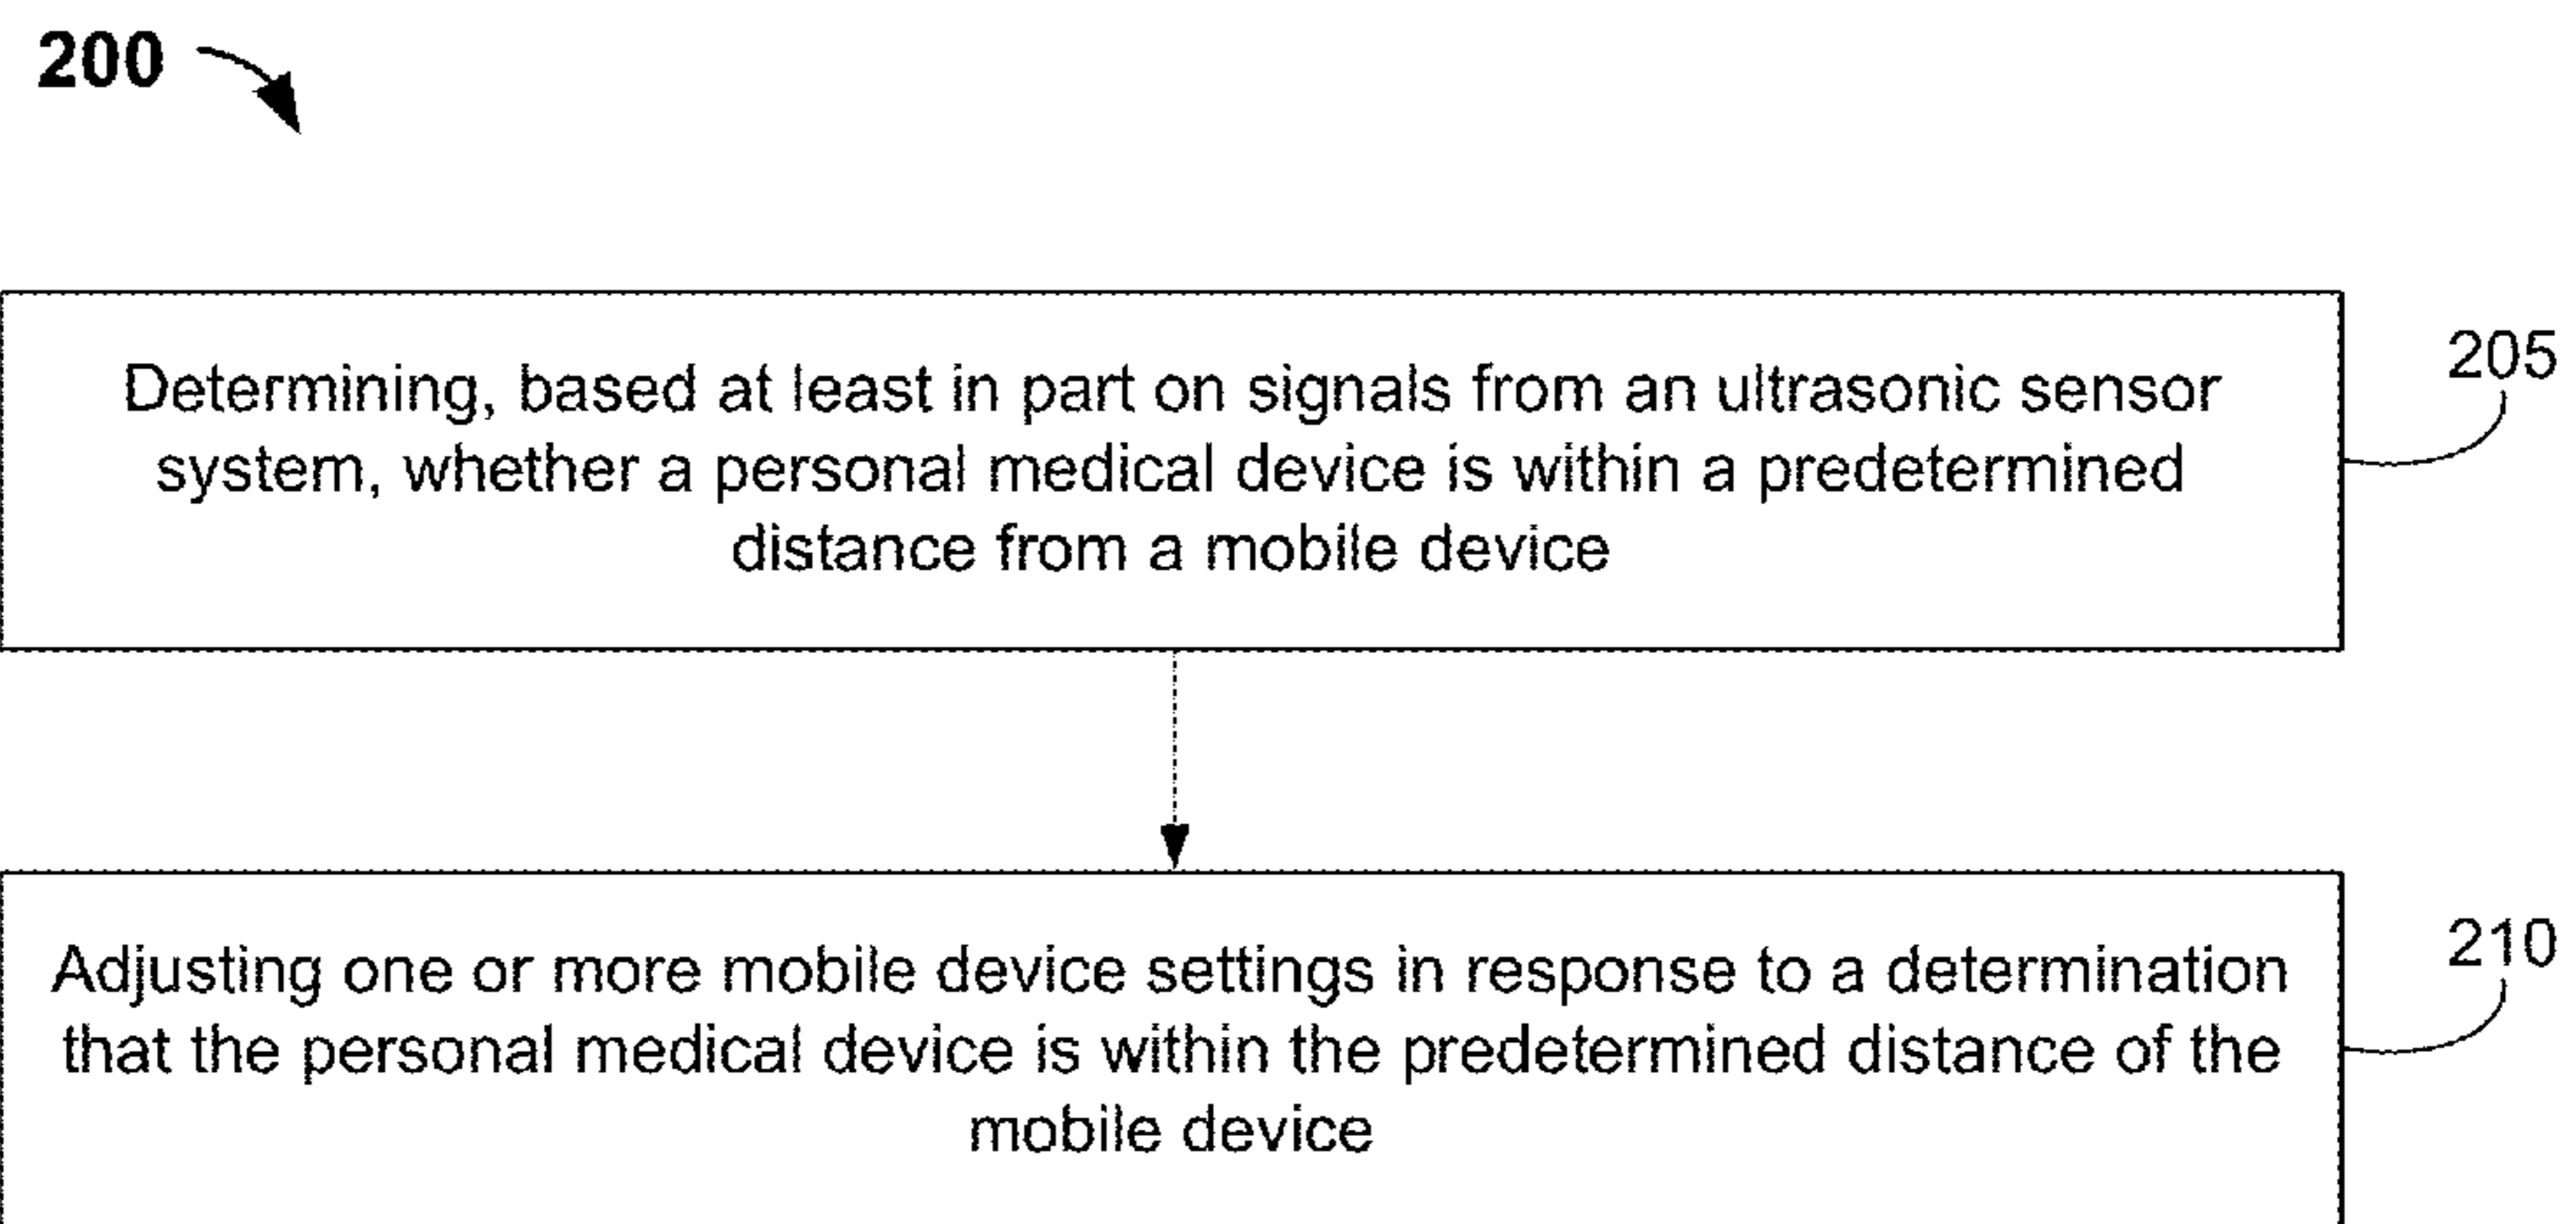 200
Determining, based at least in part on signals from an ultrasonic sensor
system, whether a personal medical device is within a predetermined
distance from a mobile device
205
Adjusting one or more mobile device settings in response to a determination
that the personal medical device is within the predetermined distance of the
mobile device
210